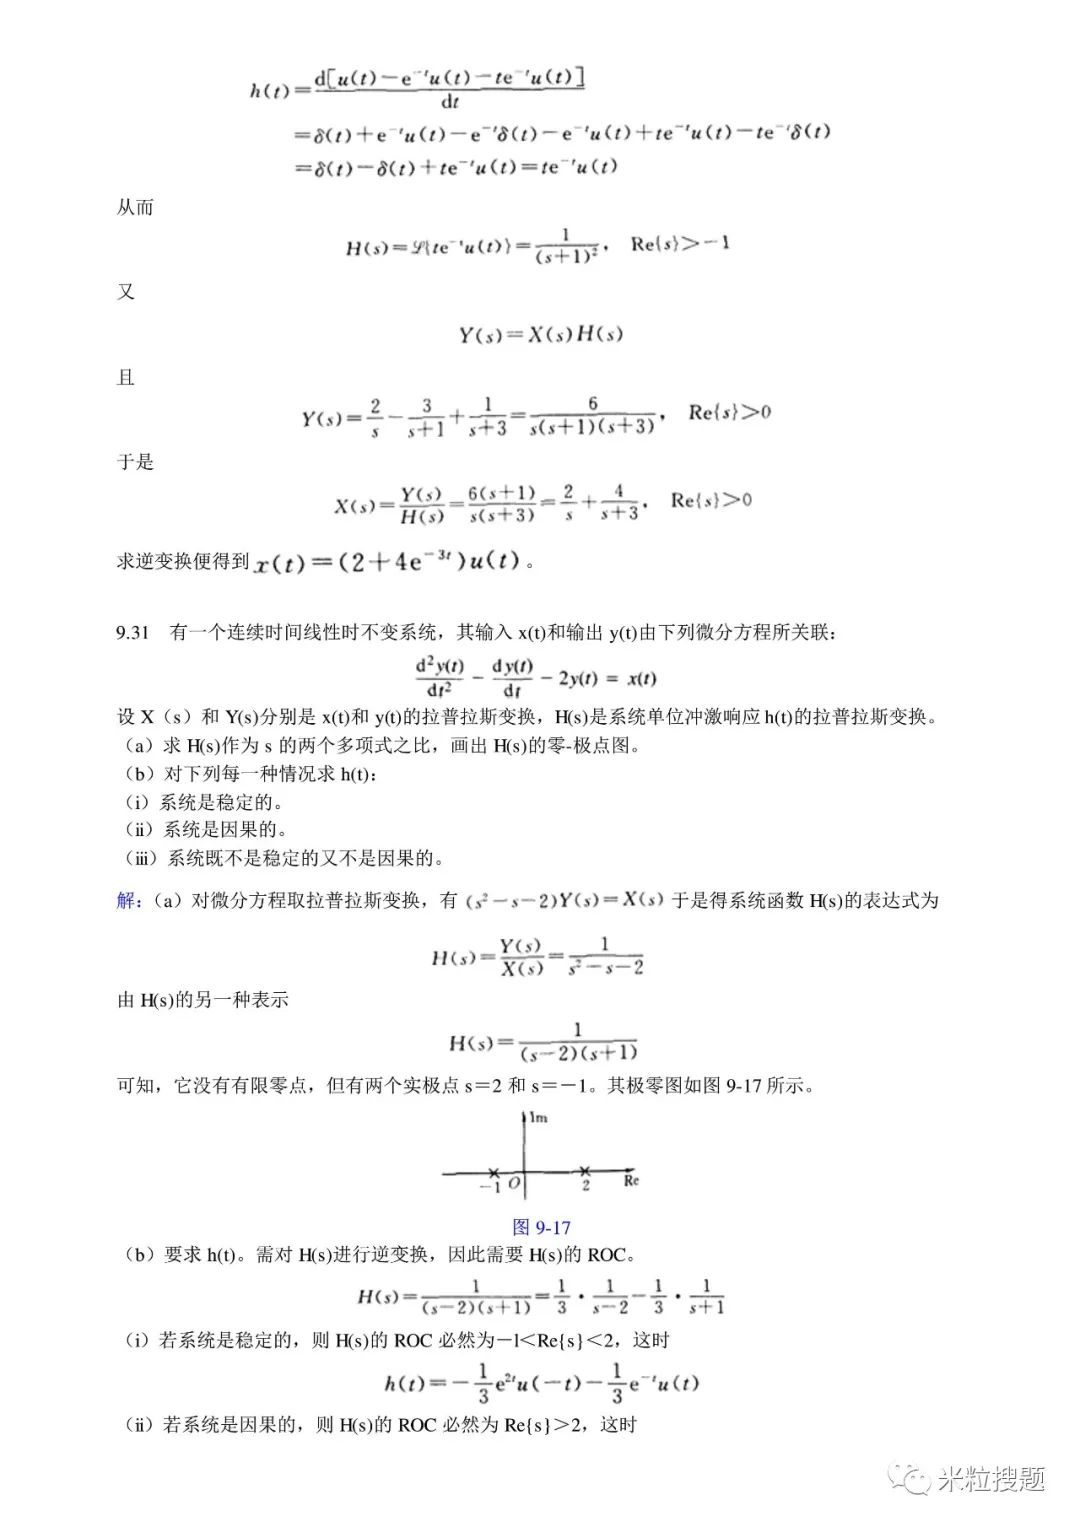 h(t)=d[u(t)-e^{-t}u(t)-te^{-t}u(t)]/dt
=δ(t)+e^{-t}u(t)-e^{-t}δ(t)-e^{-t}u(t)+te^{-t}u(t)-te^{-t}δ(t)
=δ(t)-δ(t)+te^{-t}u(t)=te^{-t}u(t)
从而
H(s)=ℒ{te^{-t}u(t)}=1/(s+1)², Re{s}>-1
又
Y(s)=X(s)H(s)
且
Y(s)=2/s-3/(s+1)+1/(s+3)=6/(s(s+1)(s+3)), Re{s}>0
于是
X(s)=Y(s)/H(s)=6(s+1)/(s(s+3))=2/s+4/(s+3), Re{s}>0
求逆变换便得到x(t)=(2+4e^{-3t})u(t)。
9.31 有一个连续时间线性时不变系统，其输入 x(t)和输出 y(t)由下列微分方程所关联：
d²y(t)/dt² - dy(t)/dt - 2y(t) = x(t)
设 X（s）和 Y(s)分别是 x(t)和 y(t)的拉普拉斯变换，H(s)是系统单位冲激响应 h(t)的拉普拉斯变换。
（a）求 H(s)作为 s 的两个多项式之比，画出 H(s)的零-极点图。
（b）对下列每一种情况求 h(t)：
（i）系统是稳定的。
（ii）系统是因果的。
（iii）系统既不是稳定的又不是因果的。
解：（a）对微分方程取拉普拉斯变换，有 (s²-s-2)Y(s)=X(s) 于是得系统函数 H(s)的表达式为
H(s)=Y(s)/X(s)=1/(s²-s-2)
由 H(s)的另一种表示
H(s)=1/((s-2)(s+1))
可知，它没有有限零点，但有两个实极点 s＝2 和 s＝－1。其极零图如图 9-17 所示。
Im
-1 O 2 Re
图 9-17
（b）要求 h(t)。需对 H(s)进行逆变换，因此需要 H(s)的 ROC。
H(s)=1/((s-2)(s+1))=1/3·1/(s-2)-1/3·1/(s+1)
（i）若系统是稳定的，则 H(s)的 ROC 必然为－l＜Re{s}＜2，这时
h(t)=-1/3e^{2t}u(-t)-1/3e^{-t}u(t)
（ii）若系统是因果的，则 H(s)的 ROC 必然为 Re{s}＞2，这时
米粒搜题